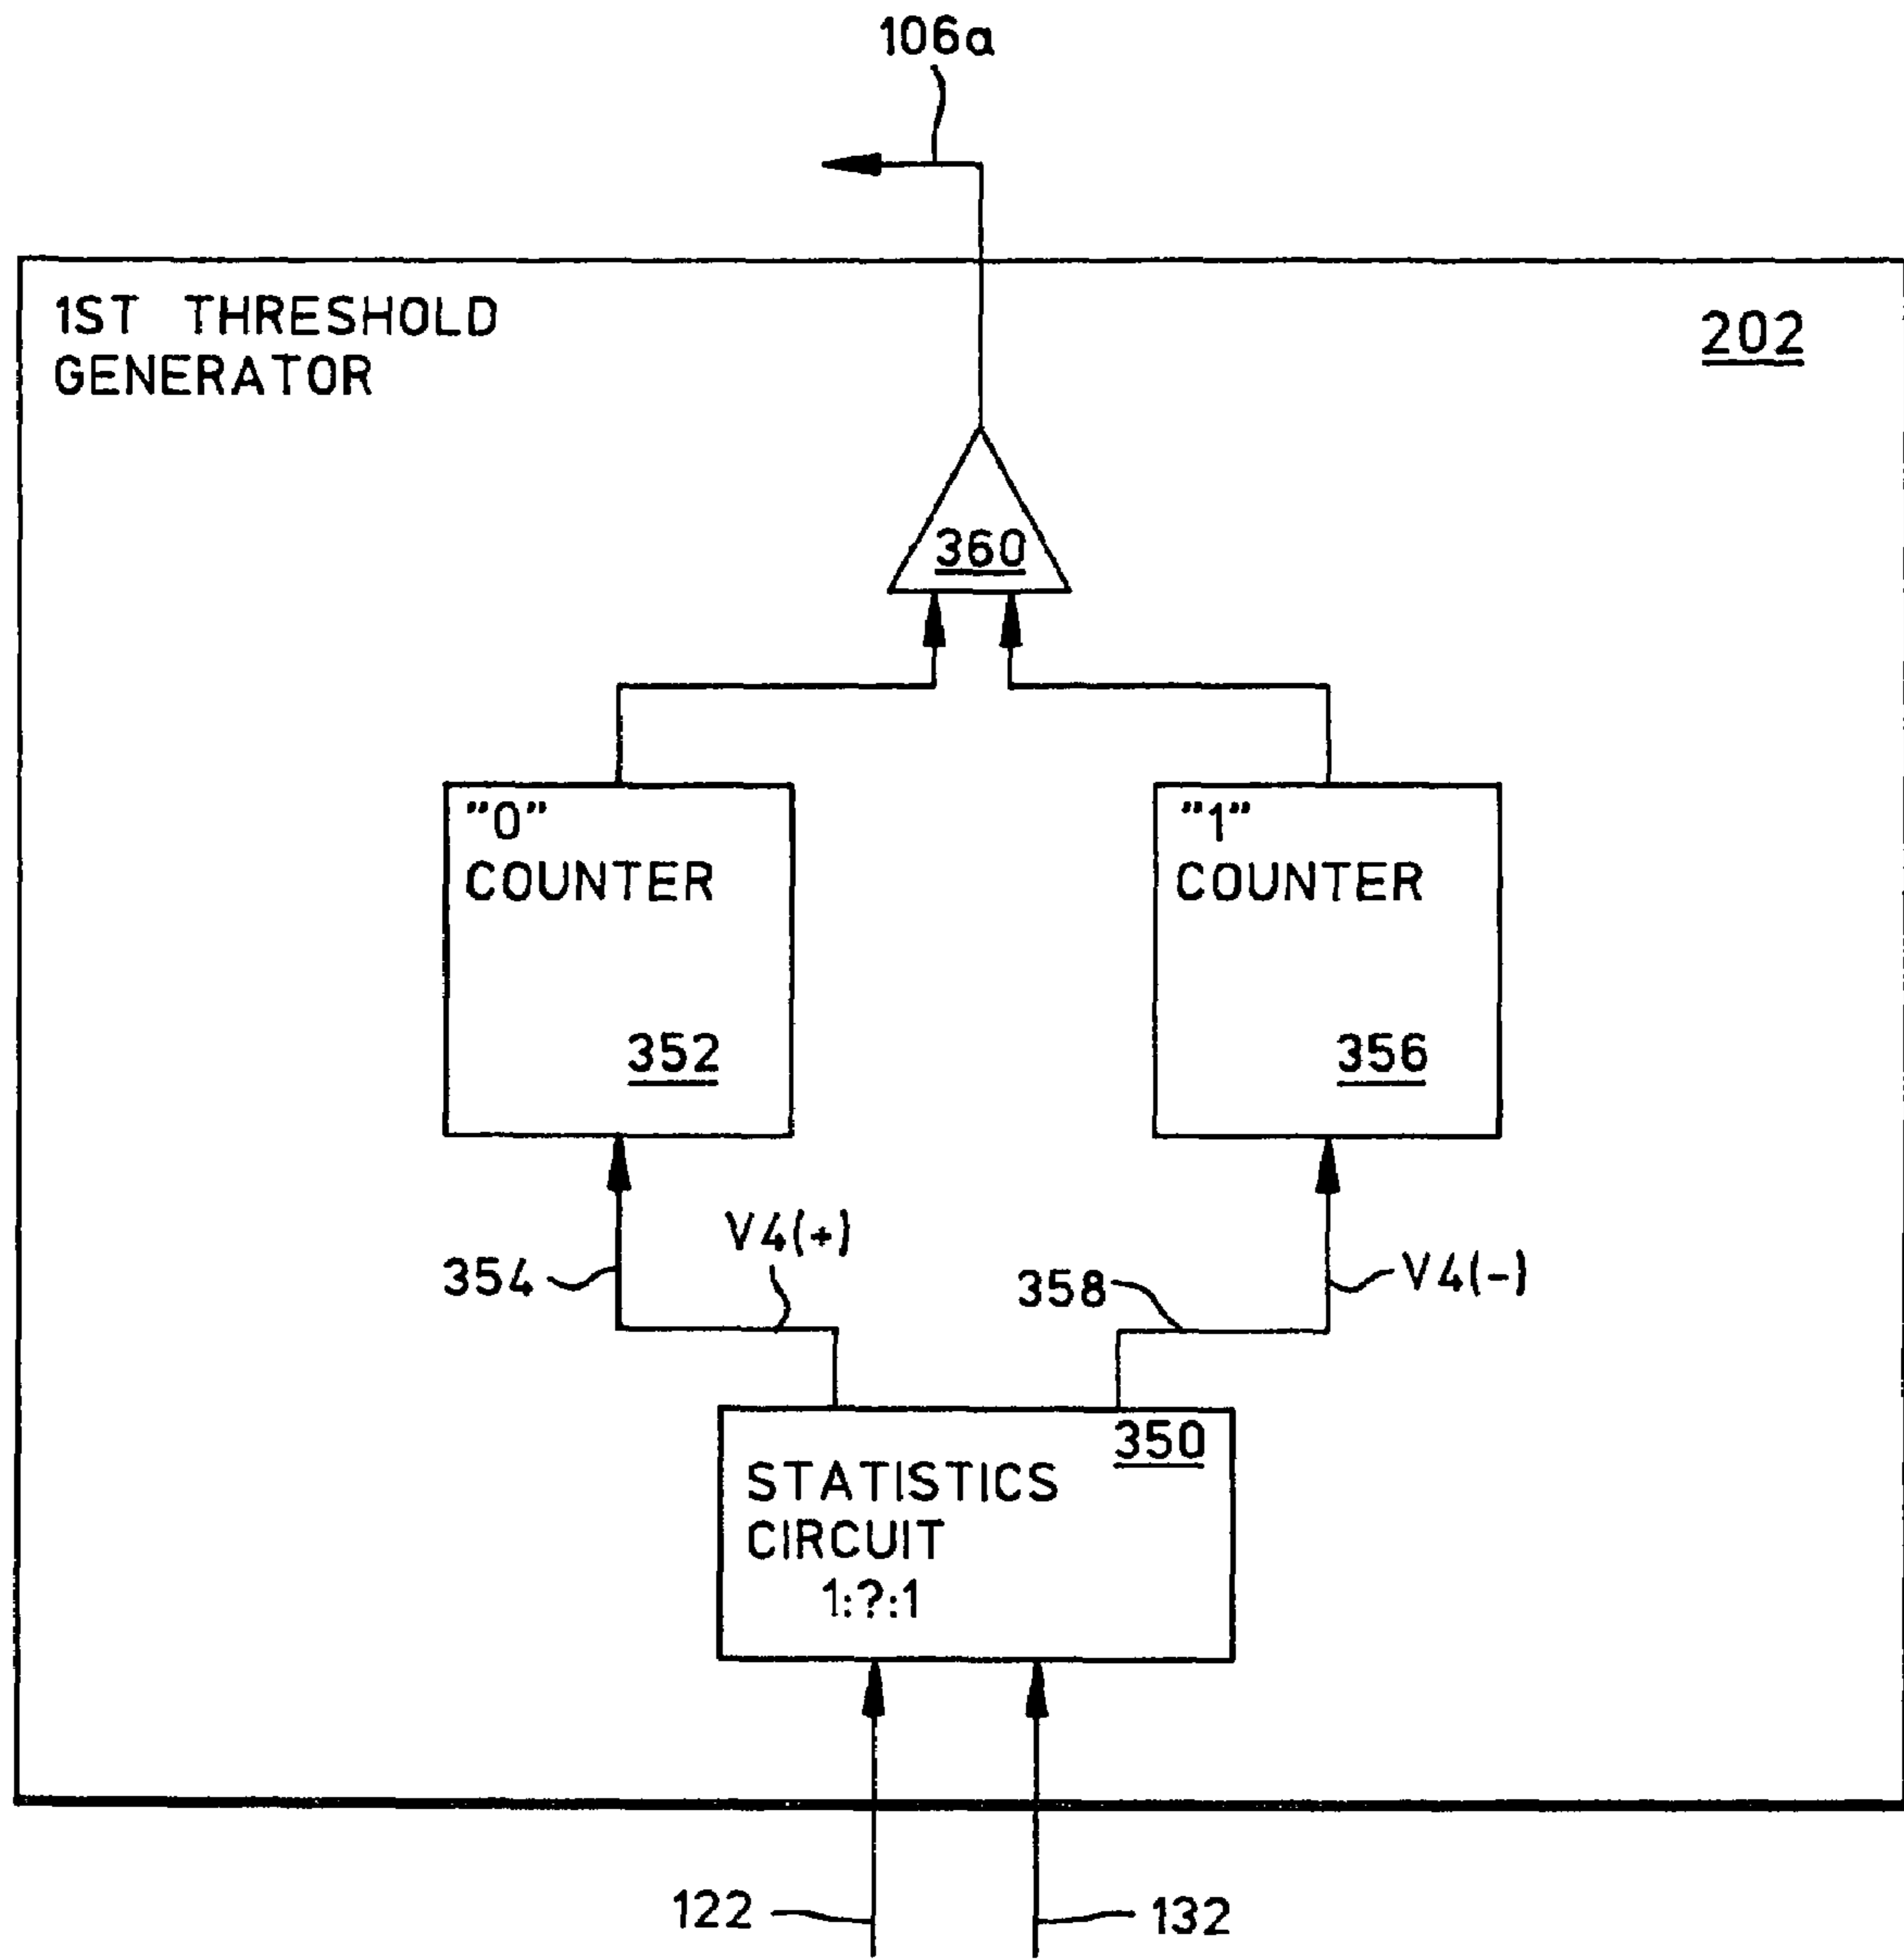 106a
1ST THRESHOLD
GENERATOR
202
360
"0"
COUNTER
352
"1"
COUNTER
356
V4(+)
354
358
V4(-)
350
STATISTICS
CIRCUIT
1:?:1
122
132